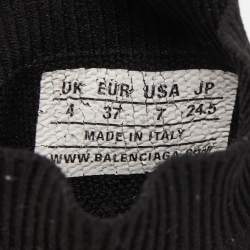 UK EUR USA JP
4 37 7 24.5
MADE IN ITALY
WWW.BALENCIAGA.COM